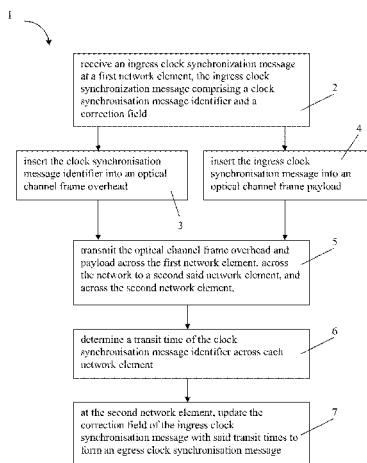 1
receive an ingress clock synchronization message
at a first network element, the ingress clock
synchronization message comprising a clock
synchronisation message identifier and a
correction field
2
4
insert the clock synchronisation
message identifier into an optical
channel frame overhead
insert the ingress clock
synchronisation message into an
optical channel frame payload
3
transmit the optical channel frame overhead and
payload across the first network element, across
the network to a second said network element, and
across the second network element,
5
determine a transit time of the clock
synchronisation message identifier across each
network element
6
at the second network element, update the
correction field of the ingress clock
synchronisation message with said transit times to
form an egress clock synchronisation message
7